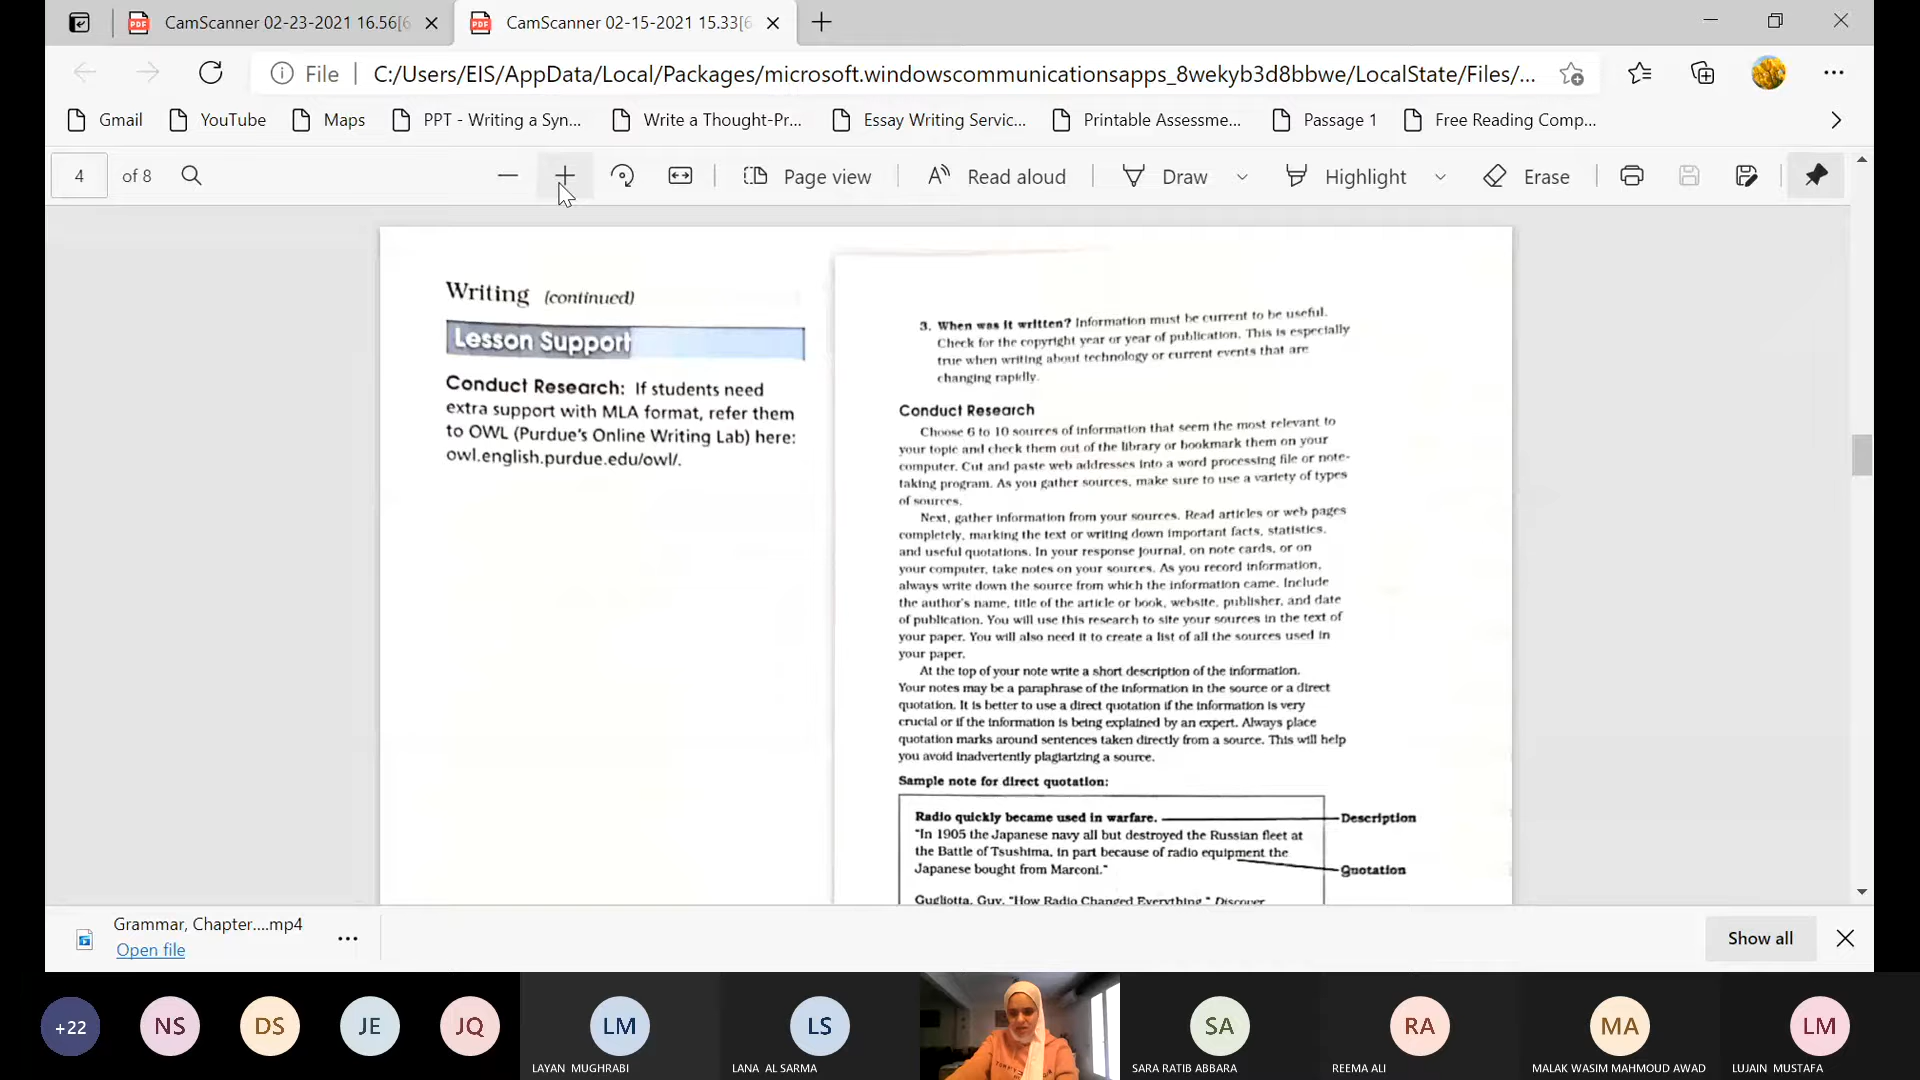 CamScanner 02-23-2021 16.56[6
CamScanner 02-15-2021 15.33[6
File
C:/Users/EIS/AppData/Local/Packages/microsoft.windowscommunicationsapps_8wekyb3d8bbwe/LocalState/Files/...
Gmail
YouTube
Maps
PPT - Writing a Syn...
Write a Thought-Pr...
Essay Writing Servic...
Printable Assessme...
Passage 1
Free Reading Comp...
4 of 8
Page view
Read aloud
Draw
Highlight
Erase
Writing (continued)
Lesson Support
Conduct Research: If students need
extra support with MLA format, refer them
to OWL (Purdue's Online Writing Lab) here:
owl.english.purdue.edu/owl/.
3. When was it written? Information must be current to be useful.
Check for the copyright year or year of publication. This is especially
true when writing about technology or current events that are
changing rapidly.
Conduct Research
Choose 6 to 10 sources of information that seem the most relevant to
your topic and check them out of the library or bookmark them on your
computer. Cut and paste web addresses into a word processing file or note-
taking program. As you gather sources, make sure to use a variety of types
of sources.
Next, gather information from your sources. Read articles or web pages
completely, marking the text or writing down important facts, statistics,
and useful quotations. In your response journal, on note cards, or on
your computer, take notes on your sources. As you record information,
always write down the source from which the information came. Include
the author's name, title of the article or book, website, publisher, and date
of publication. You will use this research to site your sources in the text of
your paper. You will also need it to create a list of all the sources used in
your paper.
At the top of your note write a short description of the information.
Your notes may be a paraphrase of the information in the source or a direct
quotation. It is better to use a direct quotation if the information is very
crucial or if the information is being explained by an expert. Always place
quotation marks around sentences taken directly from a source. This will help
you avoid inadvertently plagiarizing a source.
Sample note for direct quotation:
Radio quickly became used in warfare.
Description
"In 1905 the Japanese navy all but destroyed the Russian fleet at
the Battle of Tsushima, in part because of radio equipment the
Japanese bought from Marconi."
Quotation
Gugliotta, Guy. "How Radio Changed Everything." Discover
Grammar, Chapter....mp4
Open file
Show all
+22
NS
DS
JE
JQ
LM
LAYAN MUGHRABI
LS
LANA AL SARMA
SA
SARA RATIB ABBARA
RA
REEMA ALI
MA
MALAK WASIM MAHMOUD AWAD
LM
LUJAIN MUSTAFA